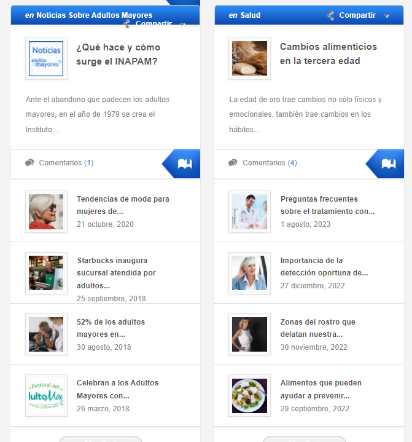 en Noticias Sobre Adultos Mayores
Compartir
Noticias
adultos
mayores
¿Qué hace y cómo
surge el INAPAM?
Ante el abandono que padecen los adultos
mayores, en el año de 1979 se crea el
Instituto...
Comentarios (1)
Tendencias de moda para
mujeres de...
21 octubre, 2020
Starbucks inaugura
sucursal atendida por
adultos...
25 septiembre, 2018
52% de los adultos
mayores en...
30 agosto, 2018
Festival del
Celebran a los Adultos
Mayores con...
26 marzo, 2018
en Salud
Compartir
Cambios alimenticios
en la tercera edad
La edad de oro trae cambios no sólo físicos y
emocionales, también trae cambios en los
hábitos...
Comentarios (4)
Preguntas frecuentes
sobre el tratamiento con...
1 agosto, 2023
Importancia de la
detección oportuna de...
27 diciembre, 2022
Zonas del rostro que
delatan nuestra...
30 noviembre, 2022
Alimentos que pueden
ayudar a prevenir...
29 septiembre, 2022